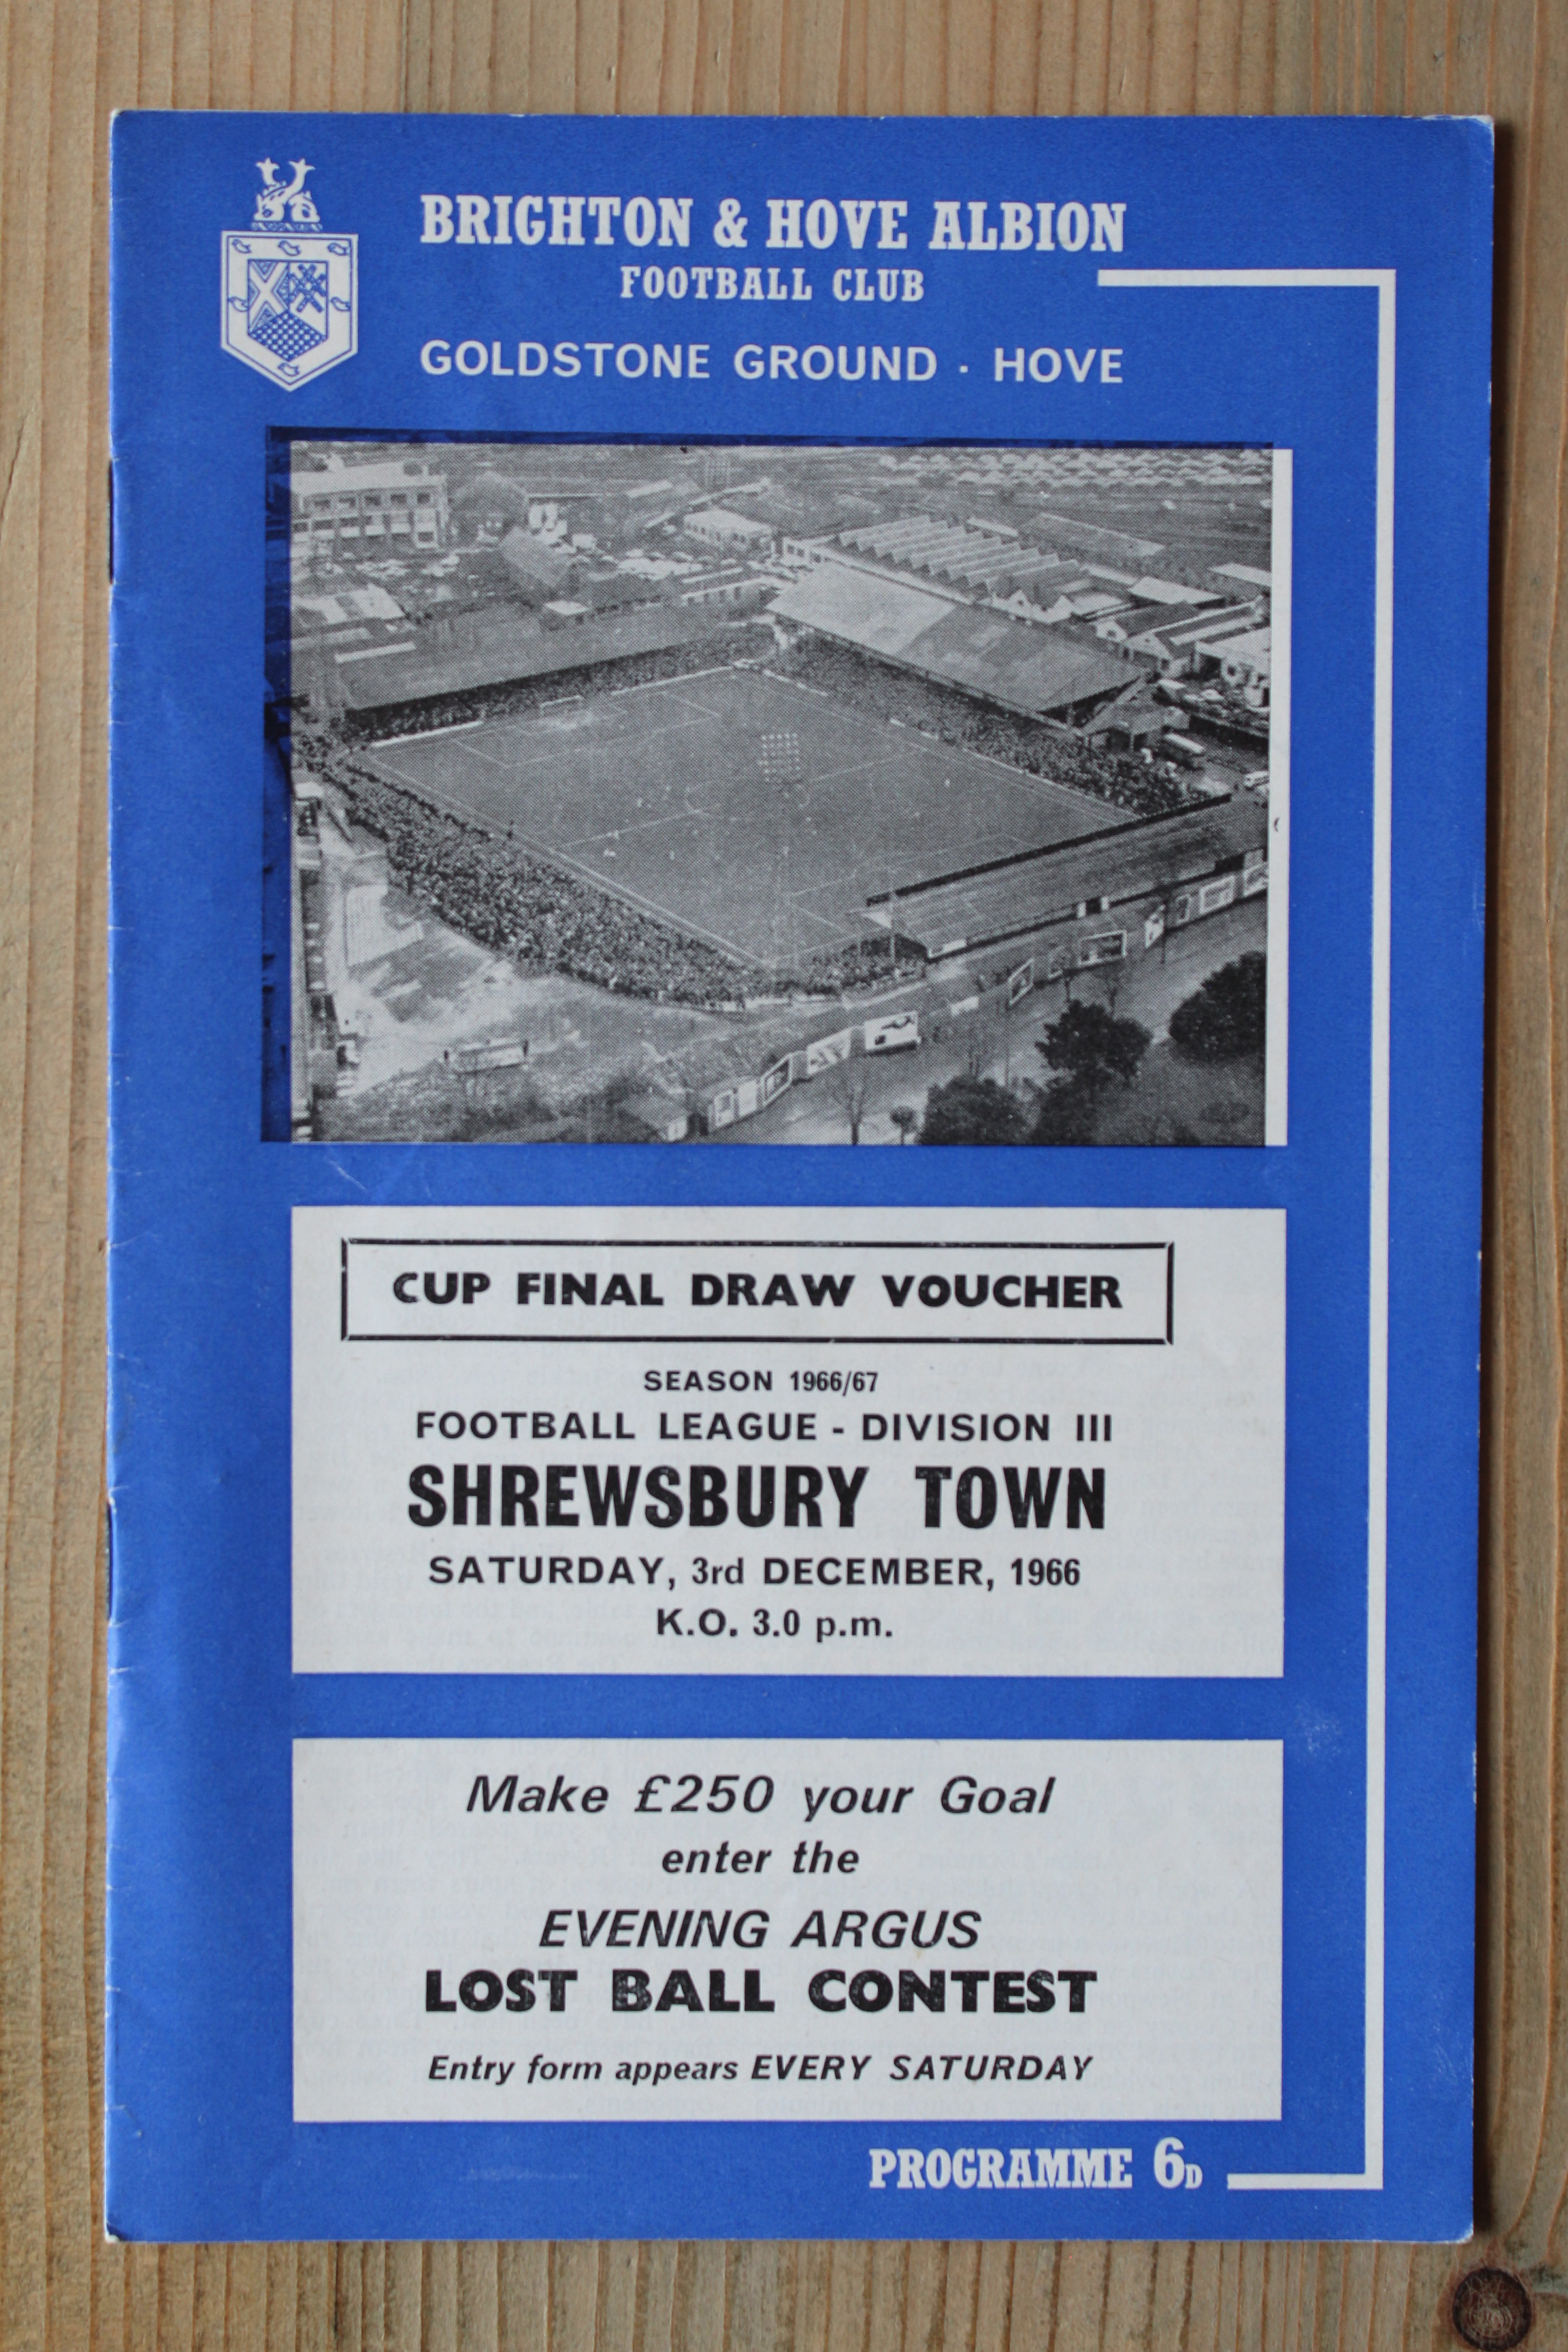 BRIGHTON & HOVE ALBION
FOOTBALL CLUB
GOLDSTONE GROUND · HOVE
CUP FINAL DRAW VOUCHER
SEASON 1966/67
FOOTBALL LEAGUE - DIVISION III
SHREWSBURY TOWN
SATURDAY, 3rd DECEMBER, 1966
K.O. 3.0 p.m.
Make £250 your Goal
enter the
EVENING ARGUS
LOST BALL CONTEST
Entry form appears EVERY SATURDAY
PROGRAMME 6D